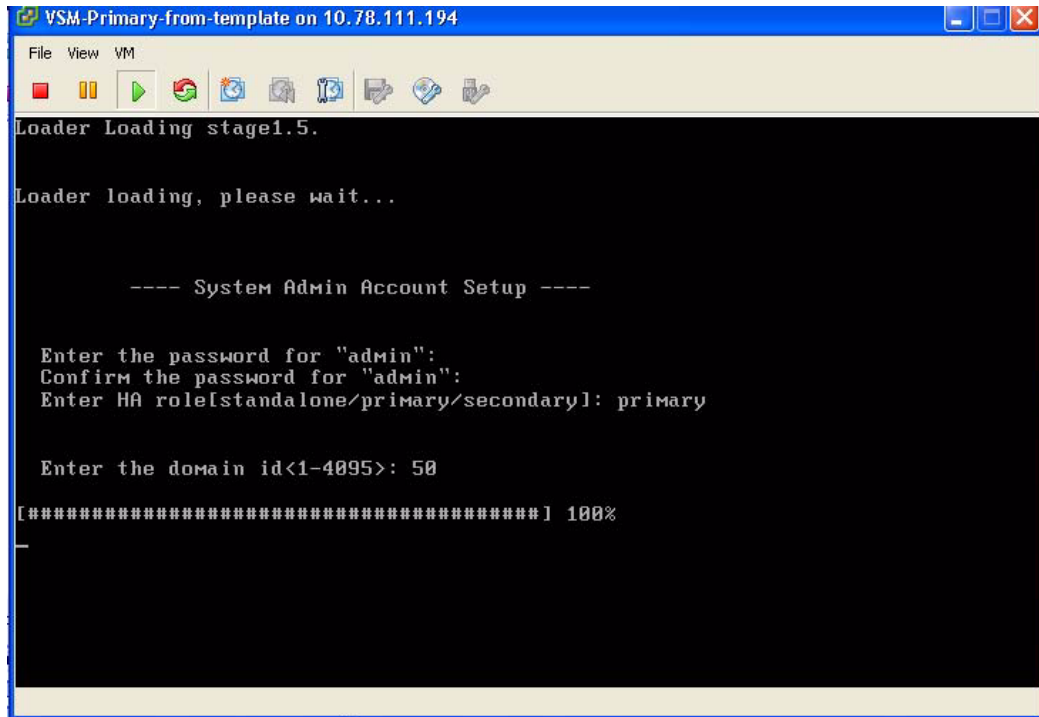 VSM-Primary-from-template on 10.78.111.194
File View VM
Loader Loading stage1.5.
Loader loading, please wait...
---- System Admin Account Setup ----
Enter the password for "admin":
Confirm the password for "admin":
Enter HA role[standalone/primary/secondary]: primary
Enter the domain id<1-4095>: 50
[########################################] 100%
_